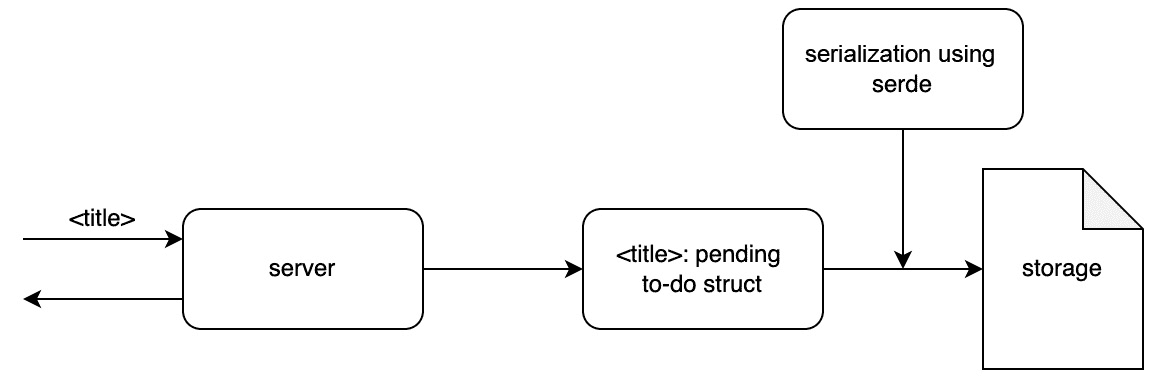 serialization using
serde
<title>
server
<title>: pending
to-do struct
storage